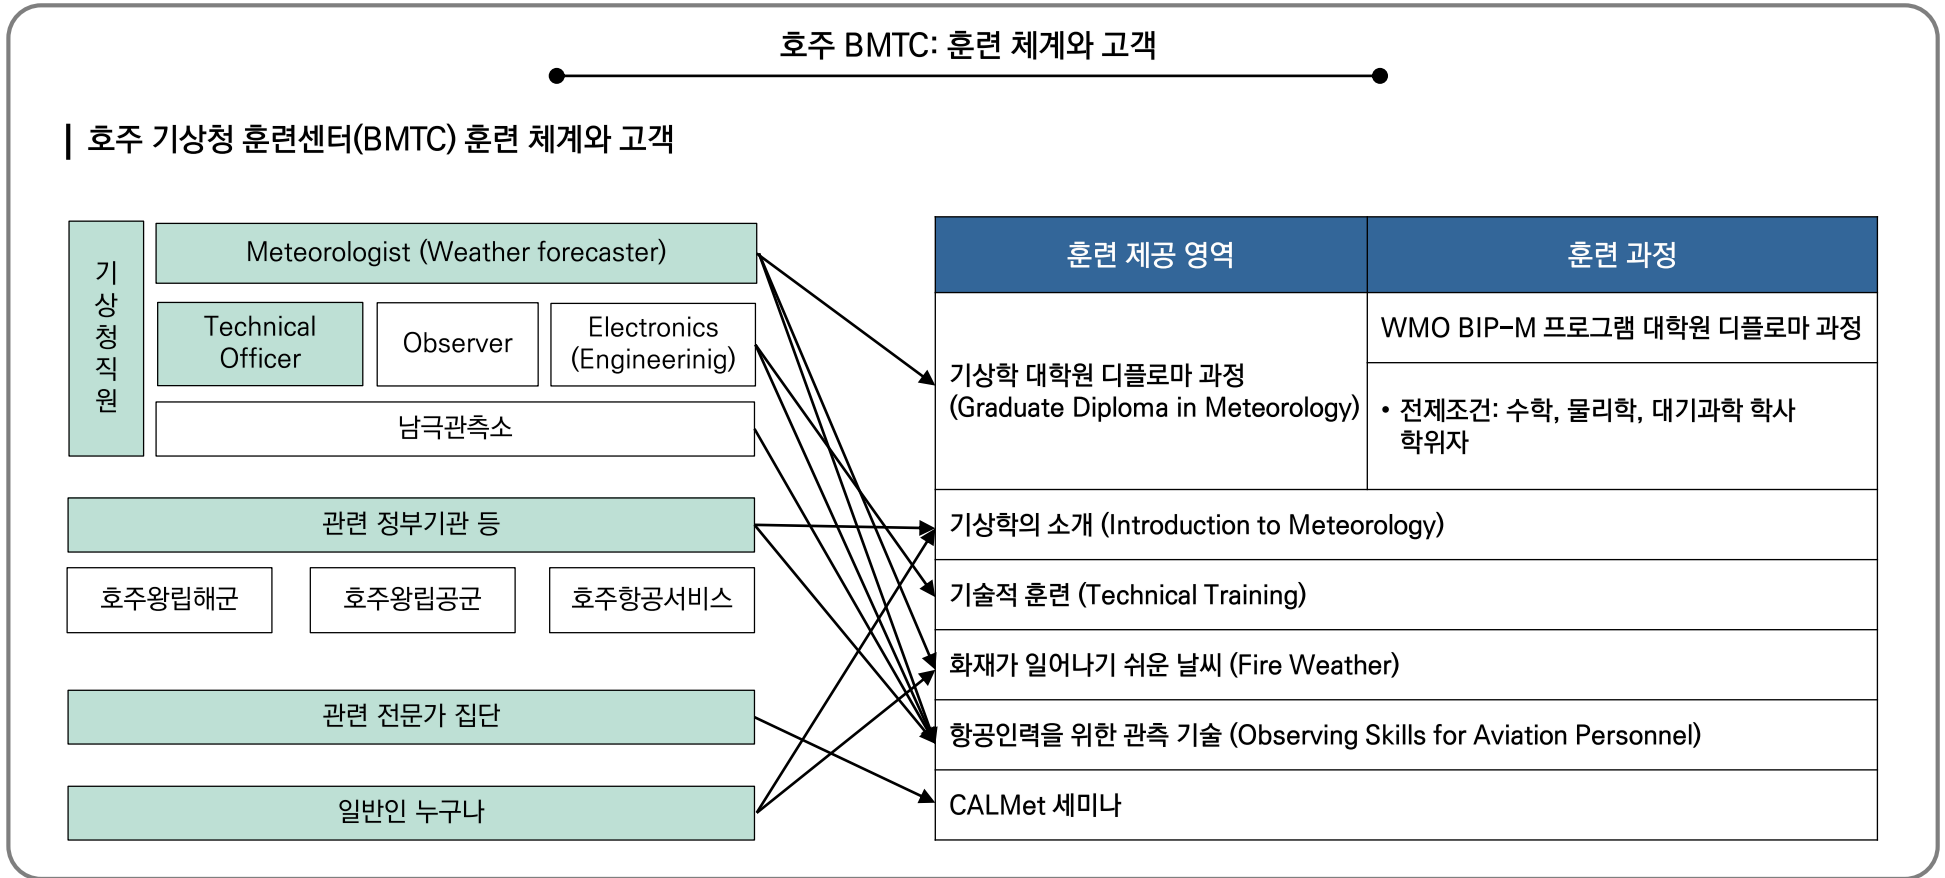 호주 BMTC: 훈련 체계와 고객
호주 기상청 훈련센터(BMTC) 훈련 체계와 고객
기
상
청
직
원
Meteorologist (Weather forecaster)
Technical
Officer
Observer
Electronics
(Engineerinig)
남극관측소
관련 정부기관 등
호주왕립해군
호주왕립공군
호주항공서비스
관련 전문가 집단
일반인 누구나
훈련 제공 영역
훈련 과정
기상학 대학원 디플로마 과정
(Graduate Diploma in Meteorology)
WMO BIP-M 프로그램 대학원 디플로마 과정
• 전제조건: 수학, 물리학, 대기과학 학사
학위자
기상학의 소개 (Introduction to Meteorology)
기술적 훈련 (Technical Training)
화재가 일어나기 쉬운 날씨 (Fire Weather)
항공인력을 위한 관측 기술 (Observing Skills for Aviation Personnel)
CALMet 세미나